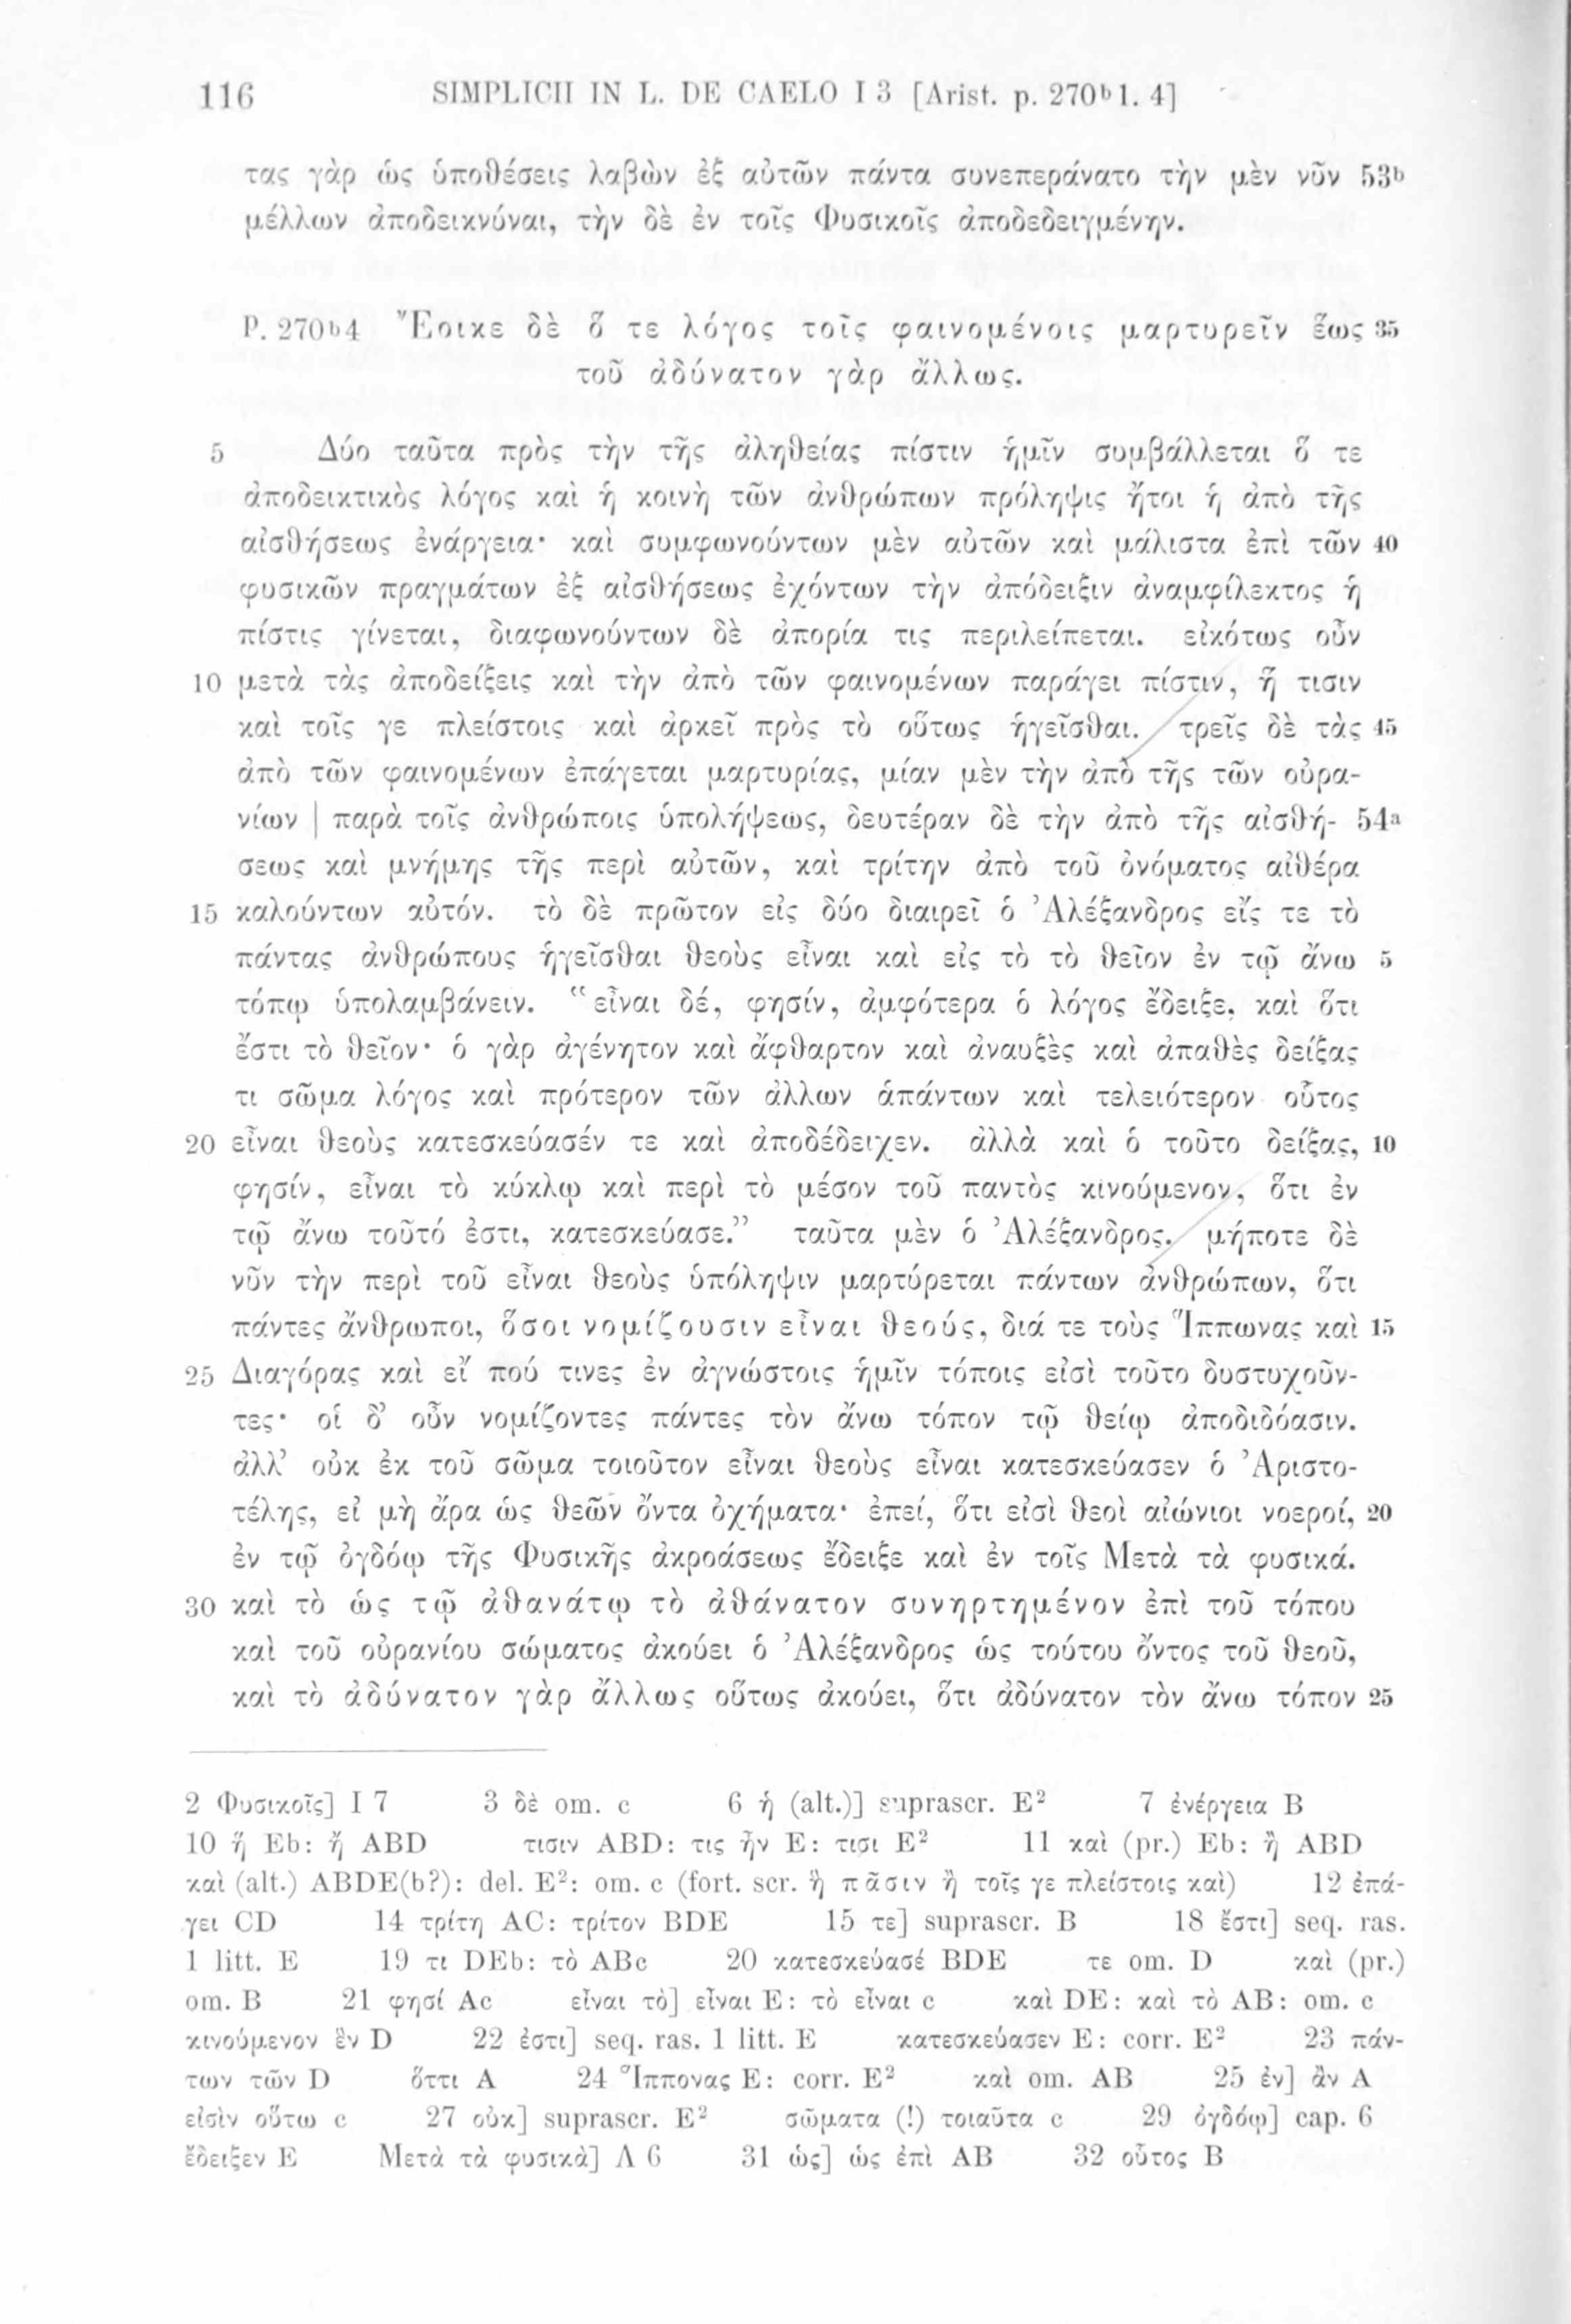 116 SIMPLICII IN L. DE CAELO I 3 [Arist. p. 270ᵇ1. 4]
τας γὰρ ὡς ὑποθέσεις λαβὼν ἐξ αὐτῶν πάντα συνεπεράνατο τὴν μὲν νῦν 53ᵇ
μέλλων ἀποδεικνύναι, τὴν δὲ ἐν τοῖς Φυσικοῖς ἀποδεδειγμένην.
P. 270ᵇ4 Ἔοικε δὲ ὅ τε λόγος τοῖς φαινομένοις μαρτυρεῖν ἕως 35
τοῦ ἀδύνατον γὰρ ἄλλως.
5 Δύο ταῦτα πρὸς τὴν τῆς ἀληθείας πίστιν ἡμῖν συμβάλλεται ὅ τε
ἀποδεικτικὸς λόγος καὶ ἡ κοινὴ τῶν ἀνθρώπων πρόληψις ἤτοι ἡ ἀπὸ τῆς
αἰσθήσεως ἐνάργεια· καὶ συμφωνούντων μὲν αὐτῶν καὶ μάλιστα ἐπὶ τῶν 40
φυσικῶν πραγμάτων ἐξ αἰσθήσεως ἐχόντων τὴν ἀπόδειξιν ἀναμφίλεκτος ἡ
πίστις γίνεται, διαφωνούντων δὲ ἀπορία τις περιλείπεται. εἰκότως οὖν
10 μετὰ τὰς ἀποδείξεις καὶ τὴν ἀπὸ τῶν φαινομένων παράγει πίστιν, ἥ τισιν
καὶ τοῖς γε πλείστοις καὶ ἀρκεῖ πρὸς τὸ οὕτως ἡγεῖσθαι. τρεῖς δὲ τὰς 45
ἀπὸ τῶν φαινομένων ἐπάγεται μαρτυρίας, μίαν μὲν τὴν ἀπὸ τῆς τῶν οὐρα-
νίων | παρὰ τοῖς ἀνθρώποις ὑπολήψεως, δευτέραν δὲ τὴν ἀπὸ τῆς αἰσθή- 54ᵃ
σεως καὶ μνήμης τῆς περὶ αὐτῶν, καὶ τρίτην ἀπὸ τοῦ ὀνόματος αἰθέρα
15 καλούντων αὐτόν. τὸ δὲ πρῶτον εἰς δύο διαιρεῖ ὁ Ἀλέξανδρος εἴς τε τὸ
πάντας ἀνθρώπους ἡγεῖσθαι θεοὺς εἶναι καὶ εἰς τὸ τὸ θεῖον ἐν τῷ ἄνω 5
τόπῳ ὑπολαμβάνειν. “εἶναι δέ, φησίν, ἀμφότερα ὁ λόγος ἔδειξε, καὶ ὅτι
ἔστι τὸ θεῖον· ὁ γὰρ ἀγένητον καὶ ἄφθαρτον καὶ ἀναυξὲς καὶ ἀπαθὲς δείξας
τι σῶμα λόγος καὶ πρότερον τῶν ἄλλων ἁπάντων καὶ τελειότερον οὗτος
20 εἶναι θεοὺς κατεσκεύασέν τε καὶ ἀποδέδειχεν. ἀλλὰ καὶ ὁ τοῦτο δείξας, 10
φησίν, εἶναι τὸ κύκλῳ καὶ περὶ τὸ μέσον τοῦ παντὸς κινούμενον, ὅτι ἐν
τῷ ἄνω τοῦτό ἐστι, κατεσκεύασε.” ταῦτα μὲν ὁ Ἀλέξανδρος. μήποτε δὲ
νῦν τὴν περὶ τοῦ εἶναι θεοὺς ὑπόληψιν μαρτύρεται πάντων ἀνθρώπων, ὅτι
πάντες ἄνθρωποι, ὅσοι νομίζουσιν εἶναι θεούς, διά τε τοὺς Ἵππωνας καὶ 15
25 Διαγόρας καὶ εἴ πού τινες ἐν ἀγνώστοις ἡμῖν τόποις εἰσὶ τοῦτο δυστυχοῦν-
τες· οἱ δ’ οὖν νομίζοντες πάντες τὸν ἄνω τόπον τῷ θείῳ ἀποδιδόασιν.
ἀλλ’ οὐκ ἐκ τοῦ σῶμα τοιοῦτον εἶναι θεοὺς εἶναι κατεσκεύασεν ὁ Ἀριστο-
τέλης, εἰ μὴ ἄρα ὡς θεῶν ὄντα ὀχήματα· ἐπεί, ὅτι εἰσὶ θεοὶ αἰώνιοι νοεροί, 20
ἐν τῷ ὀγδόῳ τῆς Φυσικῆς ἀκροάσεως ἔδειξε καὶ ἐν τοῖς Μετὰ τὰ φυσικά.
30 καὶ τὸ ὡς τῷ ἀθανάτῳ τὸ ἀθάνατον συνηρτημένον ἐπὶ τοῦ τόπου
καὶ τοῦ οὐρανίου σώματος ἀκούει ὁ Ἀλέξανδρος ὡς τούτου ὄντος τοῦ θεοῦ,
καὶ τὸ ἀδύνατον γὰρ ἄλλως οὕτως ἀκούει, ὅτι ἀδύνατον τὸν ἄνω τόπον 25
2 Φυσικοῖς] I 7 3 δὲ om. c 6 ἡ (alt.)] suprascr. E² 7 ἐνέργεια B
10 ἥ Eb: ἤ ABD τισιν ABD: τις ἦν E: τισι E² 11 καὶ (pr.) Eb: ἢ ABD
καὶ (alt.) ABDE(b?): del. E²: om. c (fort. scr. ἢ πᾶσιν ἢ τοῖς γε πλείστοις καὶ) 12 ἐπά-
γει CD 14 τρίτη AC: τρίτον BDE 15 τε] suprascr. B 18 ἔστι] seq. ras.
1 litt. E 19 τι DEb: τὸ ABc 20 κατεσκεύασέ BDE τε om. D καὶ (pr.)
om. B 21 φησί Ac εἶναι τὸ] εἶναι E: τὸ εἶναι c καὶ DE: καὶ τὸ AB: om. c
κινούμενον ἓν D 22 ἐστι] seq. ras. 1 litt. E κατεσκεύασεν E: corr. E² 23 πάν-
των τῶν D ὅττι A 24 Ἵππονας E: corr. E² καὶ om. AB 25 ἐν] ἂν A
εἰσὶν οὕτω c 27 οὐκ] suprascr. E² σώματα (!) τοιαῦτα c 29 ὀγδόῳ] cap. 6
ἔδειξεν E Μετὰ τὰ φυσικὰ] Λ 6 31 ὡς] ὡς ἐπὶ AB 32 οὗτος B